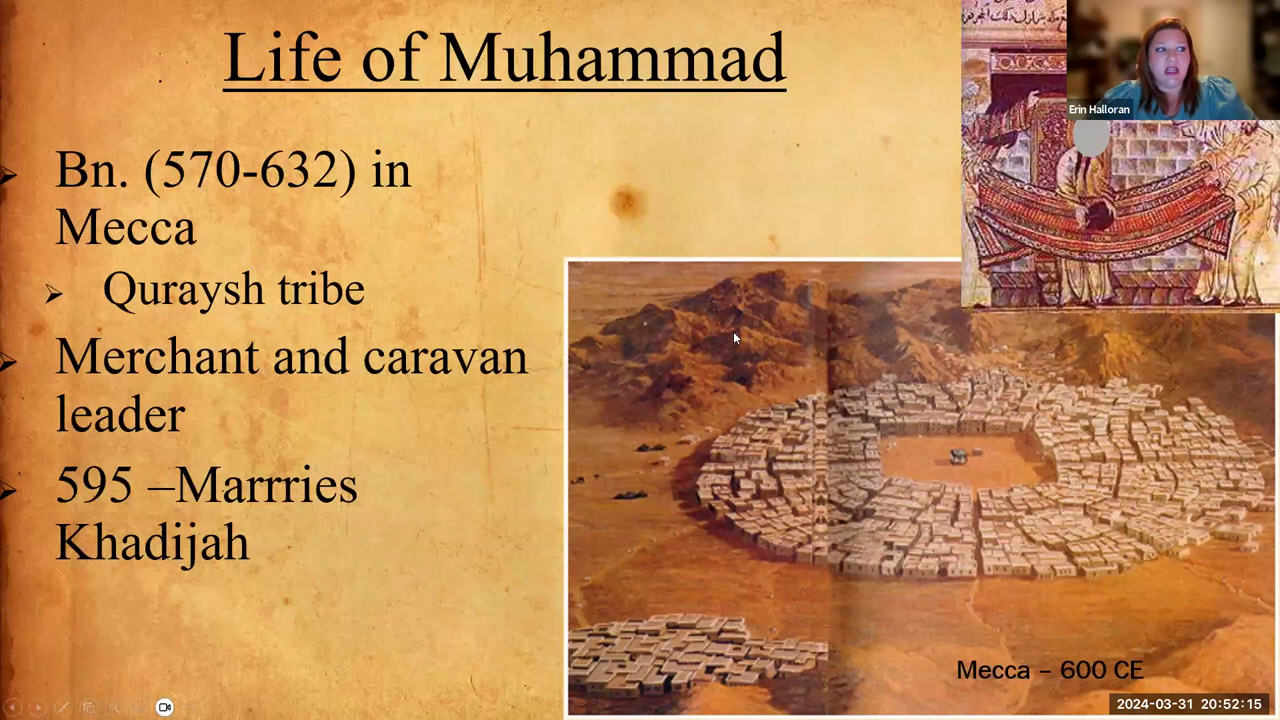 Life of Muhammad
Erin Halloran
Bn. (570-632) in
Mecca
Quraysh tribe
Merchant and caravan
leader
595 –Marrries
Khadijah
Mecca – 600 CE
2024-03-31 20:52:15